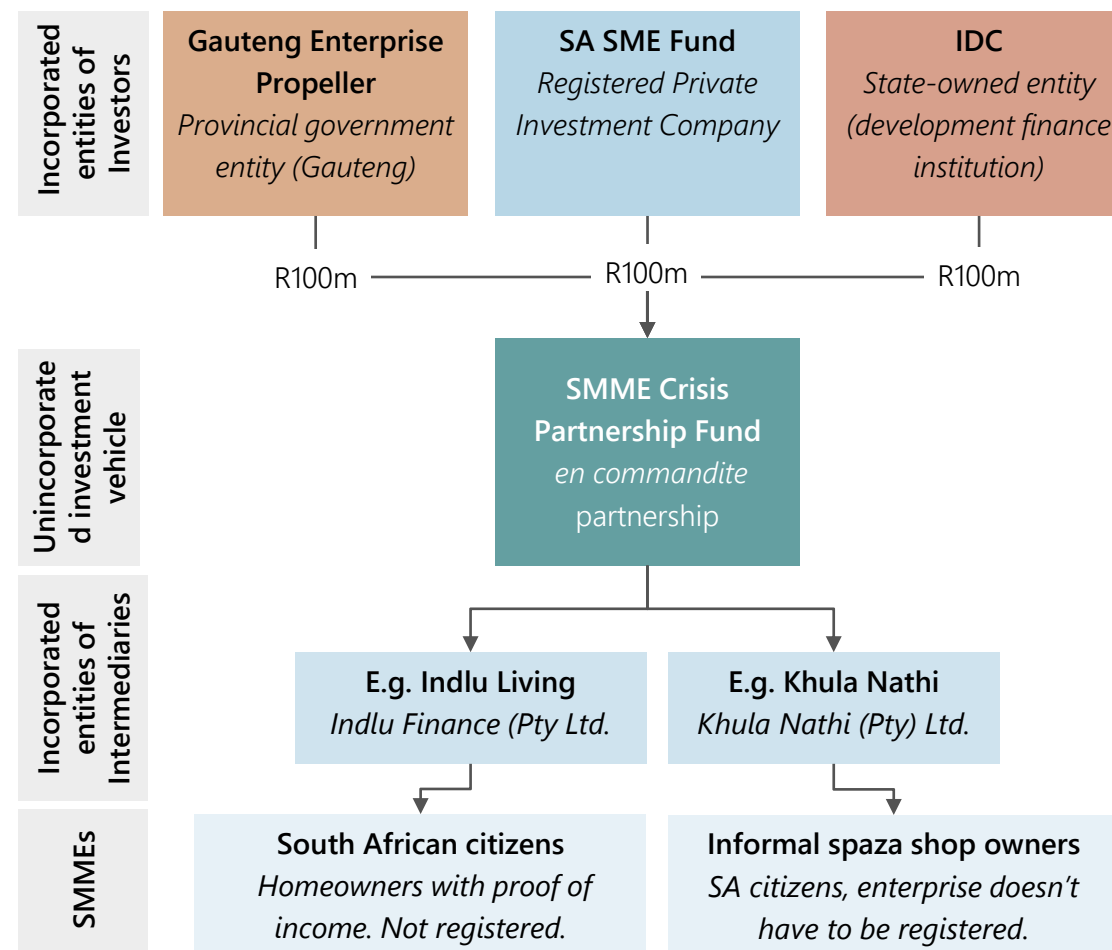 Incorporated
entities of
Investors
Gauteng Enterprise
Propeller
Provincial government
entity (Gauteng)
SA SME Fund
Registered Private
Investment Company
IDC
State-owned entity
(development finance
institution)
R100m
R100m
R100m
Unincorporate
d investment
vehicle
SMME Crisis
Partnership Fund
en commandite
partnership
Incorporated
entities of
Intermediaries
E.g. Indlu Living
Indlu Finance (Pty Ltd.
E.g. Khula Nathi
Khula Nathi (Pty) Ltd.
SMMEs
South African citizens
Homeowners with proof of
income. Not registered.
Informal spaza shop owners
SA citizens, enterprise doesn’t
have to be registered.